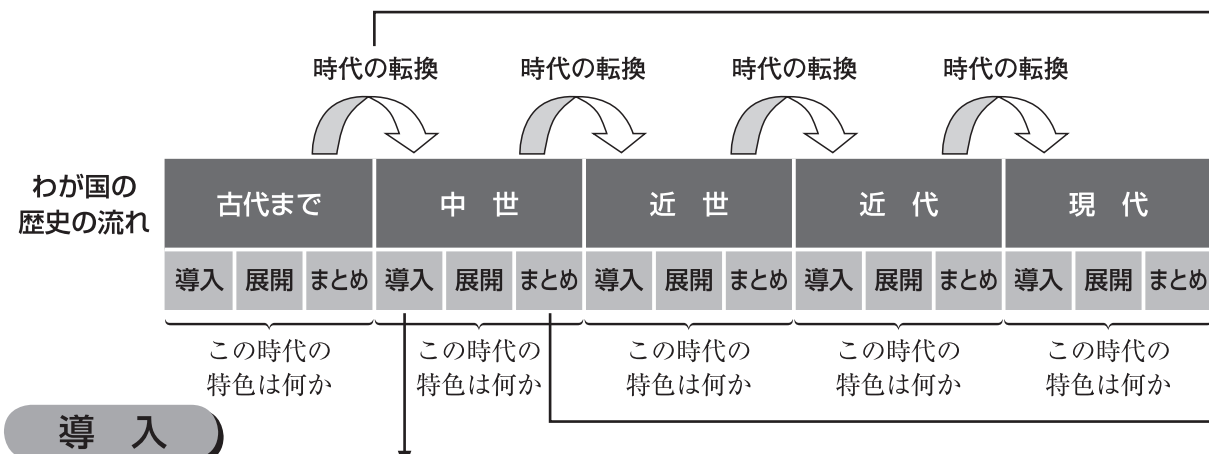 時代の転換 時代の転換 時代の転換 時代の転換
わが国の
歴史の流れ
古代まで 中 世 近 世 近 代 現 代
導入 展開 まとめ 導入 展開 まとめ 導入 展開 まとめ 導入 展開 まとめ 導入 展開 まとめ
この時代の この時代の この時代の この時代の この時代の
特色は何か 特色は何か 特色は何か 特色は何か 特色は何か
導 入